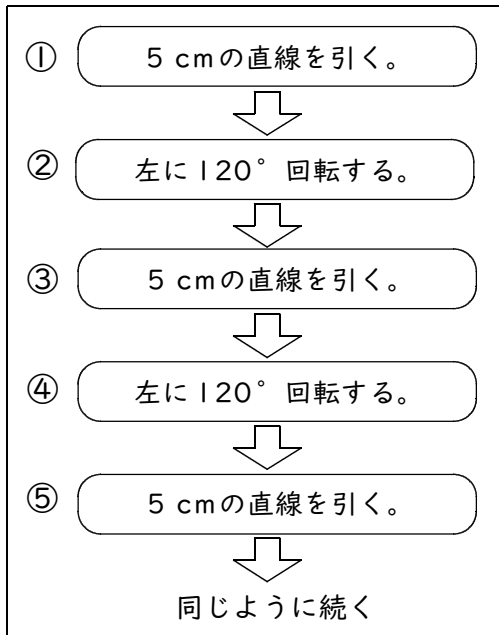 ① 5 cmの直線を引く。
② 左に120°回転する。
③ 5 cmの直線を引く。
④ 左に120°回転する。
⑤ 5 cmの直線を引く。
同じように続く